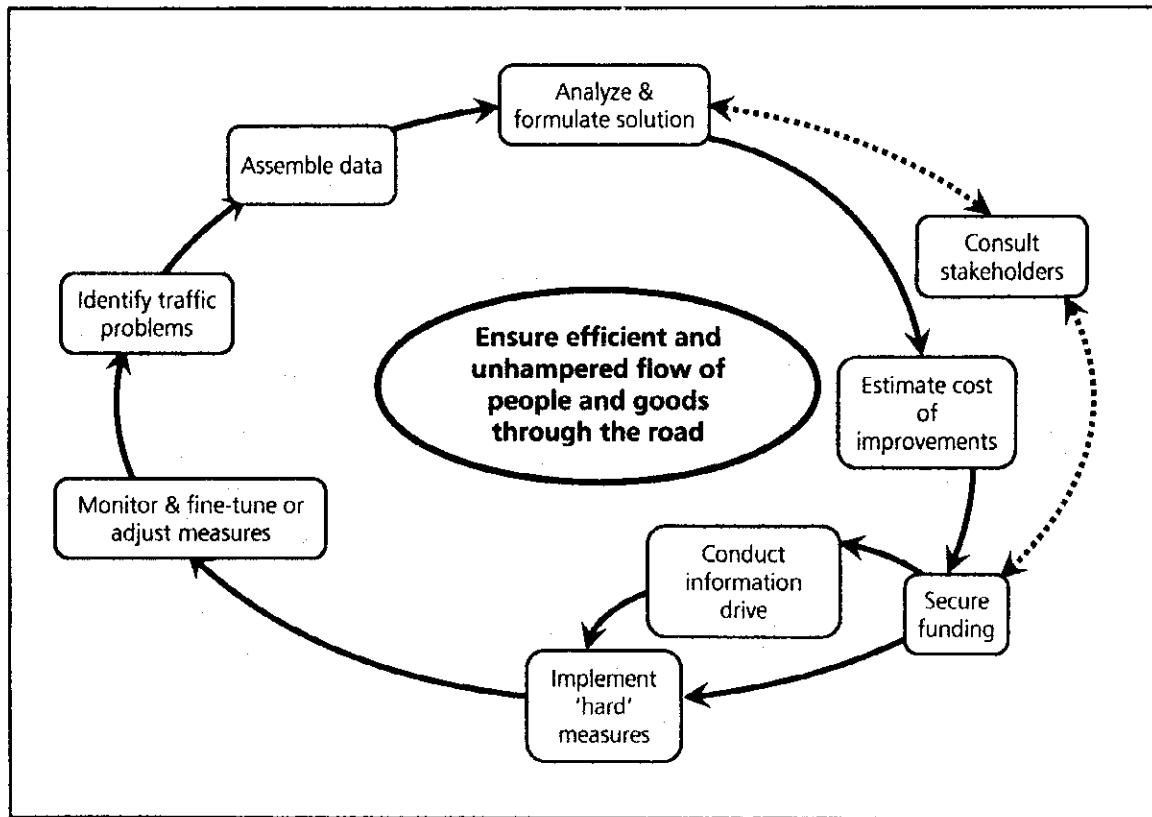 Analyze &
formulate solution
Assemble data
Consult
stakeholders
Identify traffic
problems
Ensure efficient and
unhampered flow of
people and goods
through the road
Estimate cost
of
improvements
Monitor & fine-tune or
adjust measures
Conduct
information
drive
Secure
funding
Implement
'hard'
measures